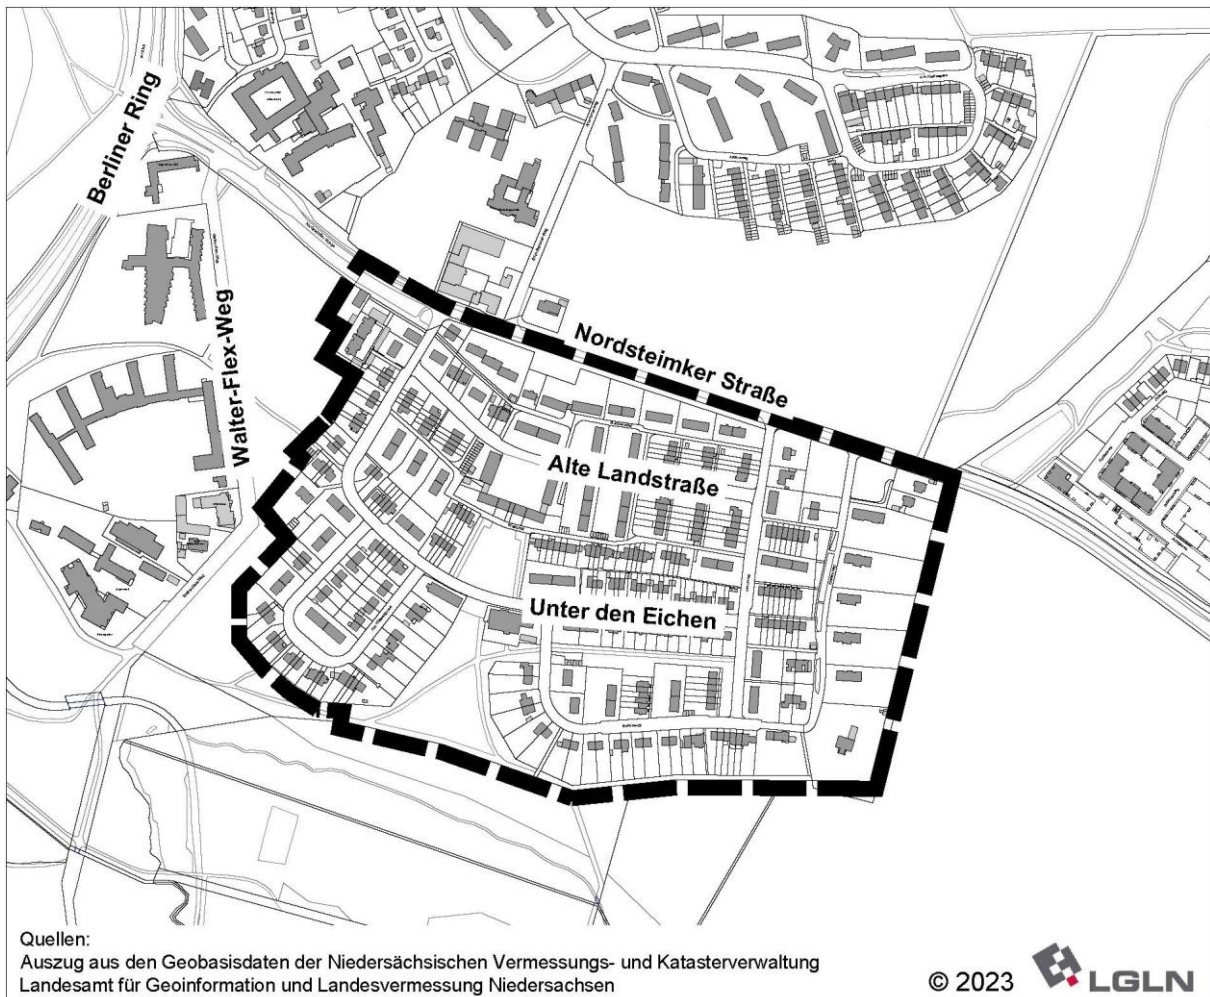 Berliner Ring
Walter-Flex-Weg
Nordsteimker Straße
Alte Landstraße
Unter den Eichen
Quellen:
Auszug aus den Geobasisdaten der Niedersächsischen Vermessungs- und Katasterverwaltung
Landesamt für Geoinformation und Landesvermessung Niedersachsen
© 2023
LGLN